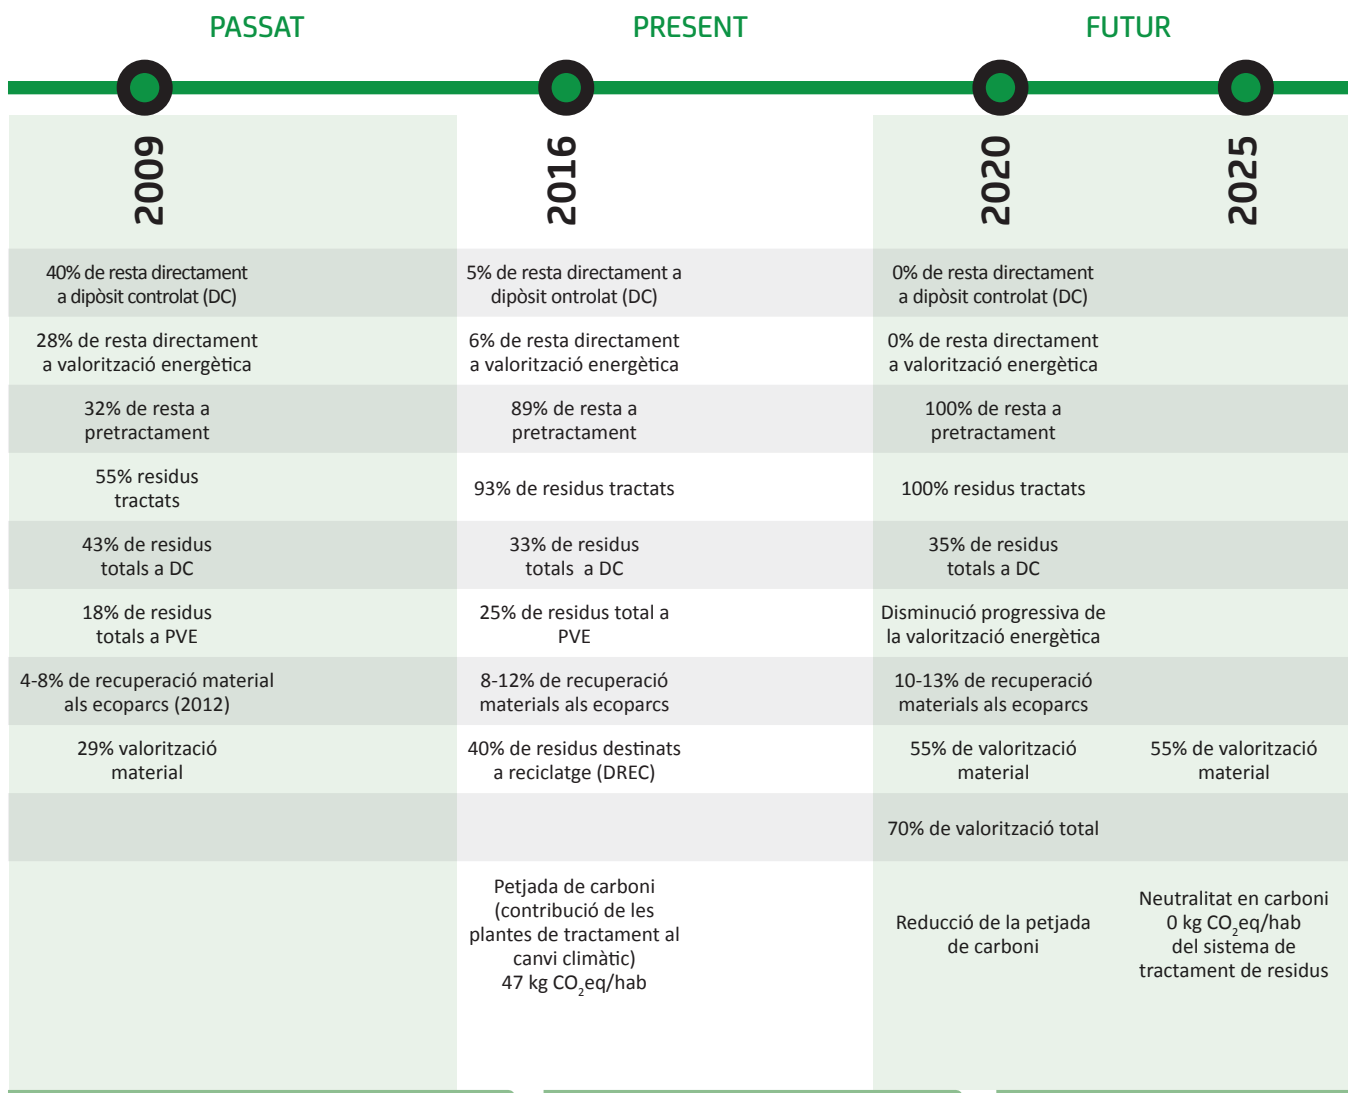 PASSAT
PRESENT
FUTUR
2009
2016
2020
2025
40% de resta directament
a dipòsit controlat (DC)
5% de resta directament a
dipòsit ontrolat (DC)
0% de resta directament
a dipòsit controlat (DC)
28% de resta directament
a valorització energètica
6% de resta directament
a valorització energètica
0% de resta directament
a valorització energètica
32% de resta a
pretractament
89% de resta a
pretractament
100% de resta a
pretractament
55% residus
tractats
93% de residus tractats
100% residus tractats
43% de residus
totals a DC
33% de residus
totals a DC
35% de residus
totals a DC
18% de residus
totals a PVE
25% de residus total a
PVE
Disminució progressiva de
la valorització energètica
4-8% de recuperació material
als ecoparcs (2012)
8-12% de recuperació
materials als ecoparcs
10-13% de recuperació
materials als ecoparcs
29% valorització
material
40% de residus destinats
a reciclatge (DREC)
55% de valorització
material
55% de valorització
material
70% de valorització total
Petjada de carboni
(contribució de les
plantes de tractament al
canvi climàtic)
47 kg CO₂eq/hab
Reducció de la petjada
de carboni
Neutralitat en carboni
0 kg CO₂eq/hab
del sistema de
tractament de residus